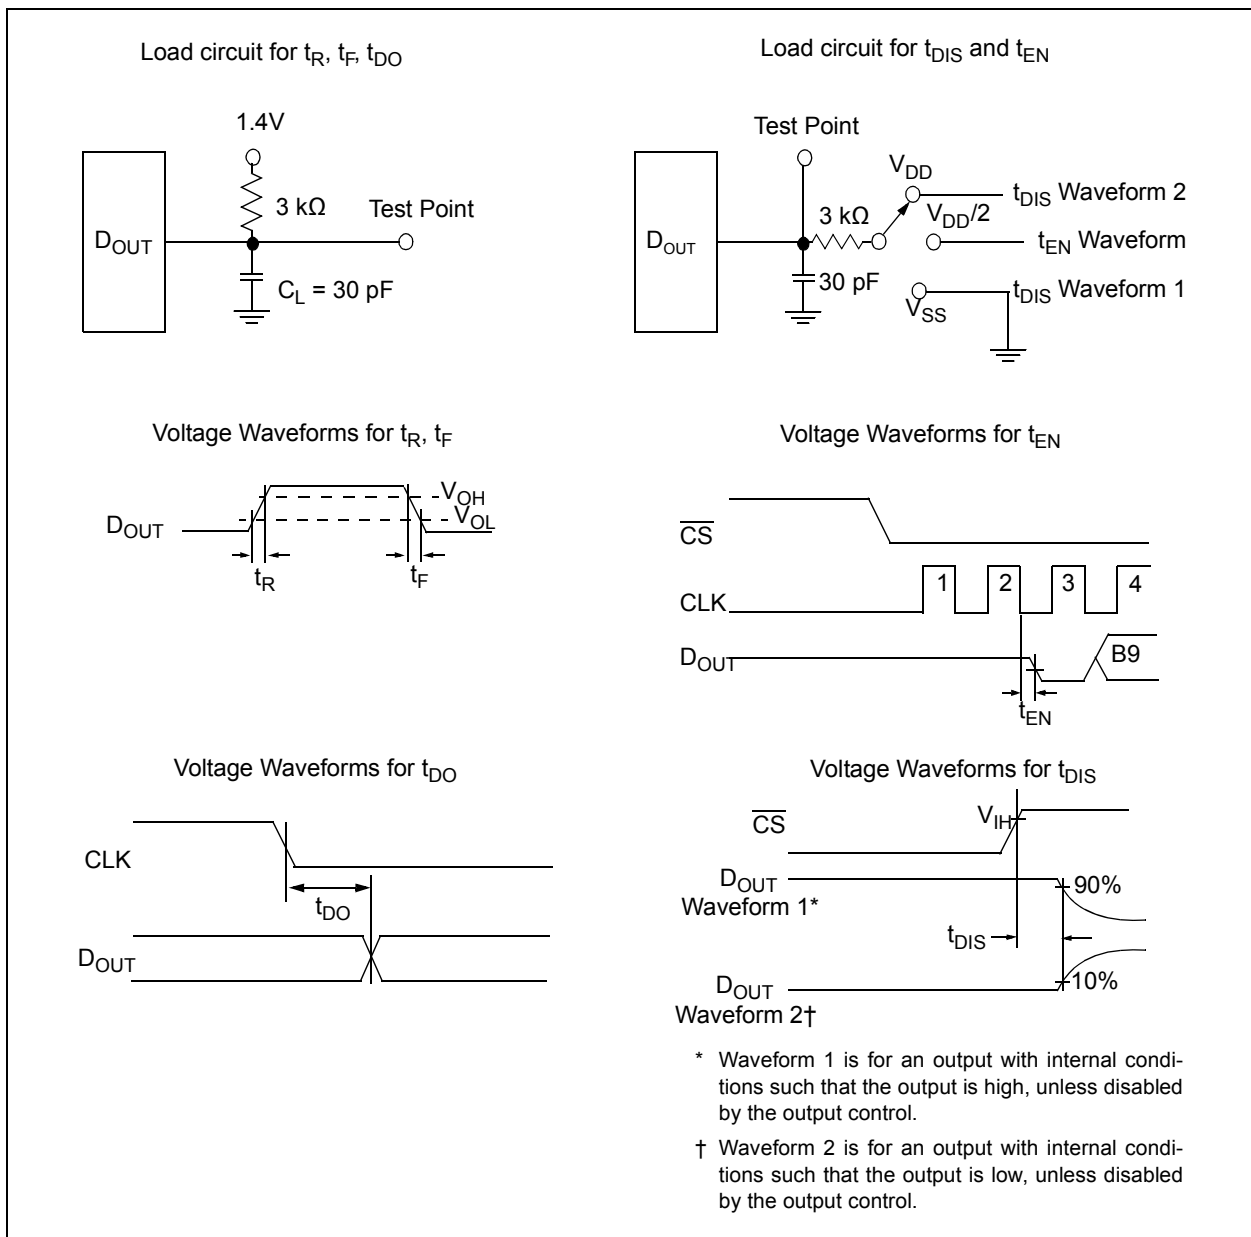 Load circuit for tR, tF, tDO
1.4V
3 kΩ
Test Point
DOUT
CL = 30 pF
Load circuit for tDIS and tEN
Test Point
VDD
tDIS Waveform 2
3 kΩ
VDD/2
DOUT
tEN Waveform
30 pF
tDIS Waveform 1
VSS
Voltage Waveforms for tR, tF
VOH
VOL
DOUT
tR
tF
Voltage Waveforms for tEN
CS
1 2 3 4
CLK
DOUT
B9
tEN
Voltage Waveforms for tDO
CLK
tDO
DOUT
Voltage Waveforms for tDIS
VIH
CS
DOUT
90%
Waveform 1*
tDIS
DOUT
10%
Waveform 2†
* Waveform 1 is for an output with internal condi-
tions such that the output is high, unless disabled
by the output control.
† Waveform 2 is for an output with internal condi-
tions such that the output is low, unless disabled
by the output control.